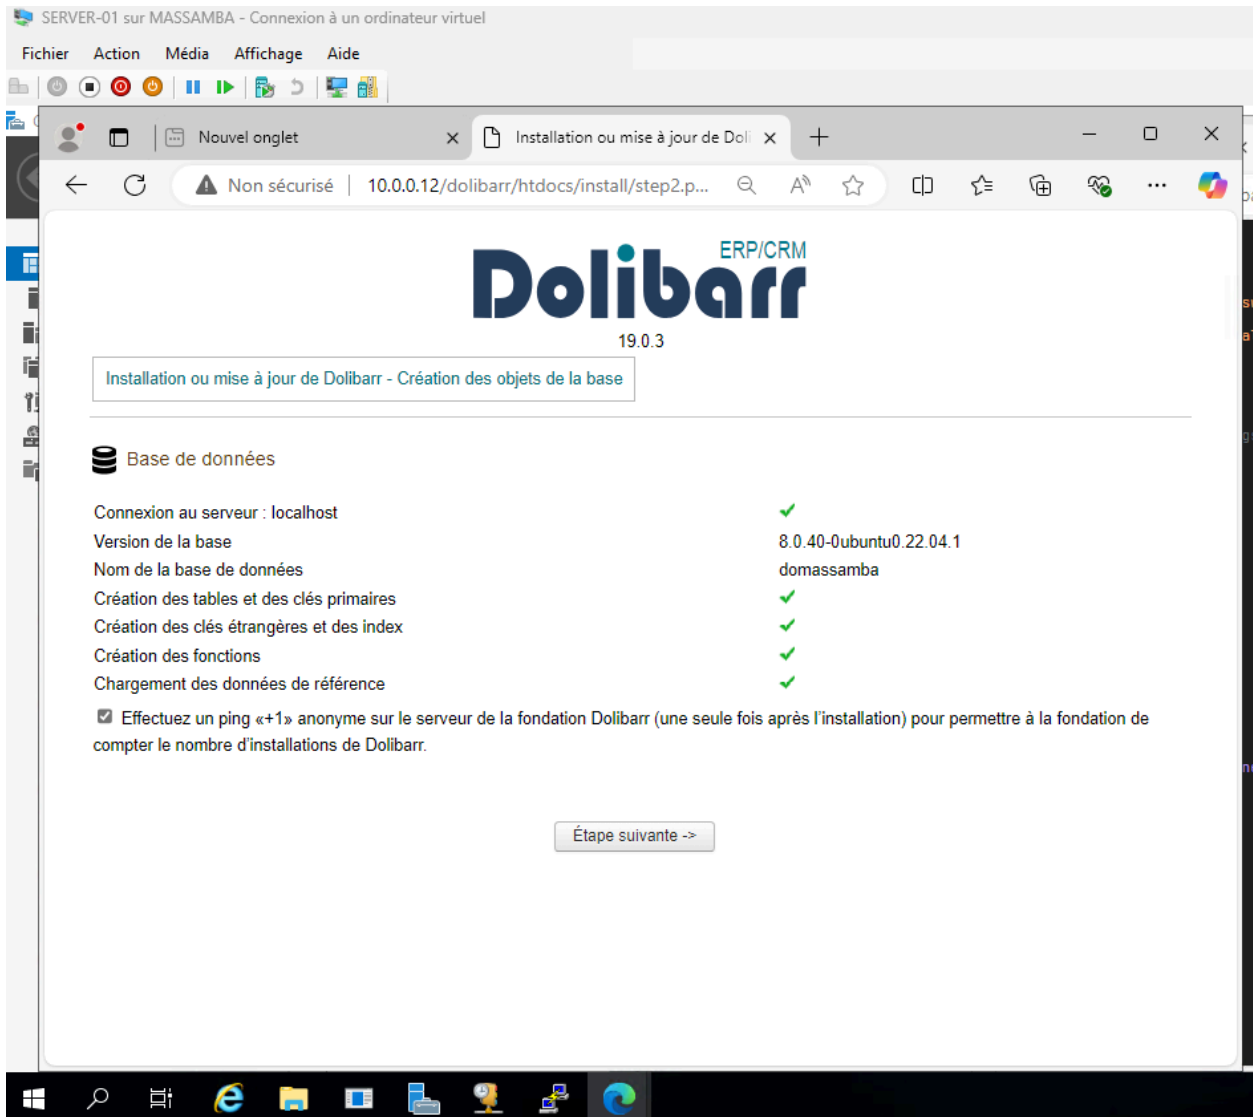 SERVER-01 sur MASSAMBA - Connexion à un ordinateur virtuel
Fichier Action Média Affichage Aide
Nouvel onglet
Installation ou mise à jour de Doli
Non sécurisé
10.0.0.12/dolibarr/htdocs/install/step2.p...
Dolibarr ERP/CRM
19.0.3
Installation ou mise à jour de Dolibarr - Création des objets de la base
Base de données
Connexion au serveur : localhost
Version de la base 8.0.40-0ubuntu0.22.04.1
Nom de la base de données domassamba
Création des tables et des clés primaires
Création des clés étrangères et des index
Création des fonctions
Chargement des données de référence
Effectuez un ping «+1» anonyme sur le serveur de la fondation Dolibarr (une seule fois après l'installation) pour permettre à la fondation de
compter le nombre d'installations de Dolibarr.
Étape suivante ->